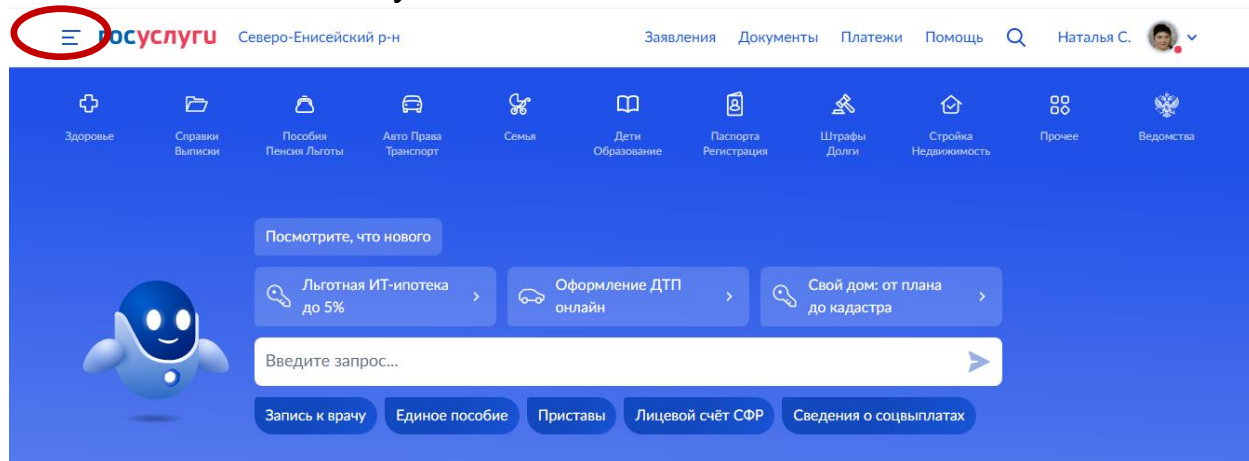 госуслуги Северо-Енисейский р-н Заявления Документы Платежи Помощь Наталья С.
Здоровье
Справки
Выписки
Пособия
Пенсия Льготы
Авто Права
Транспорт
Семья
Дети
Образование
Паспорта
Регистрация
Штрафы
Долги
Стройка
Недвижимость
Прочее
Ведомства
Посмотрите, что нового
Льготная ИТ-ипотека
до 5%
Оформление ДТП
онлайн
Свой дом: от плана
до кадастра
Введите запрос...
Запись к врачу Единое пособие Приставы Лицевой счёт СФР Сведения о соцвыплатах